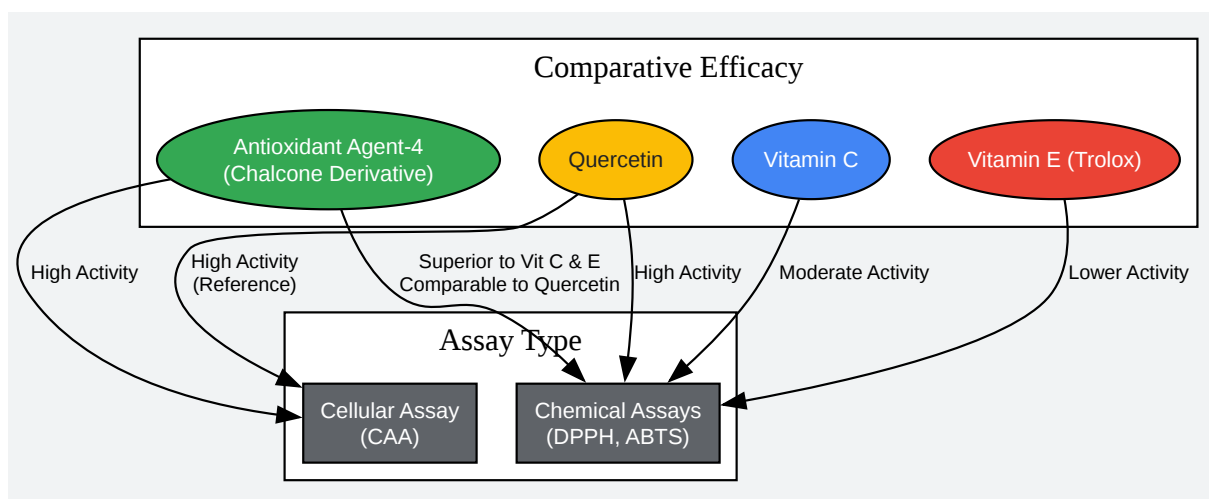 Comparative Efficacy
Antioxidant Agent-4
(Chalcone Derivative)
Quercetin
Vitamin C
Vitamin E (Trolox)
High Activity
High Activity
(Reference)
Superior to Vit C & E
Comparable to Quercetin
High Activity
Moderate Activity
Lower Activity
Assay Type
Cellular Assay
(CAA)
Chemical Assays
(DPPH, ABTS)